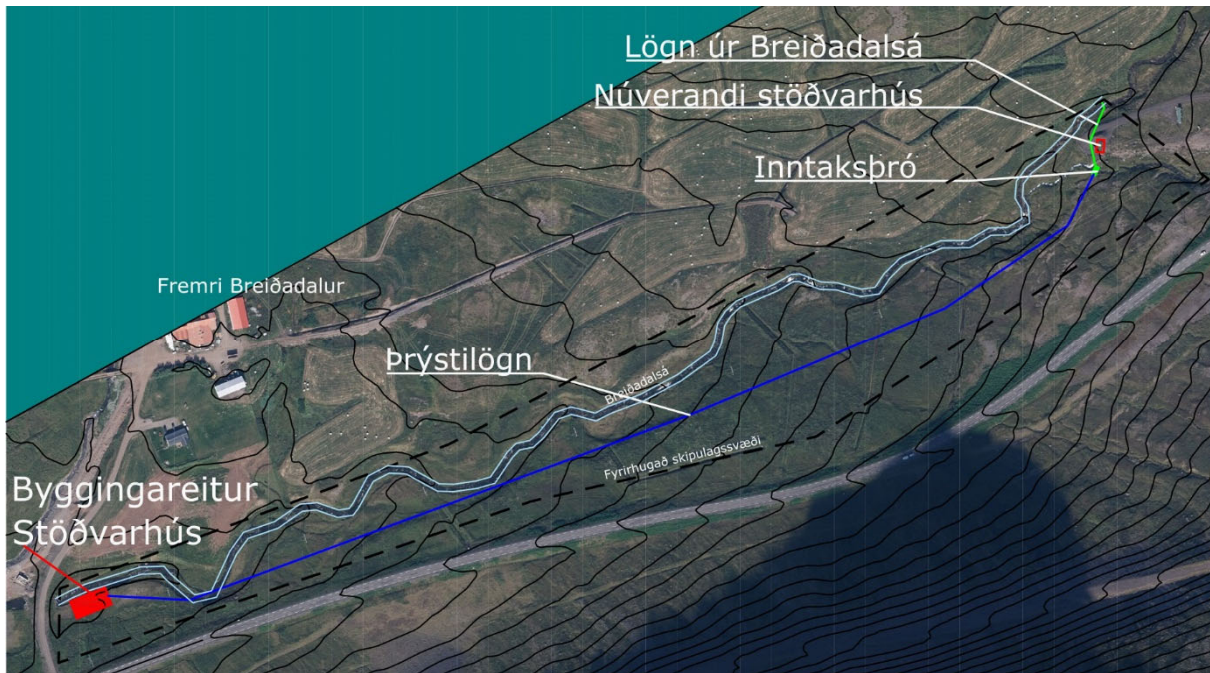 Lögn úr Breiðadalsá
Núverandi stöðvarhús
Inntaksþró
Fremri Breiðadalur
Þrýstilögn
Breiðadalsá
Fyrirhugað skipulagssvæði
Byggingareitur
Stöðvarhús